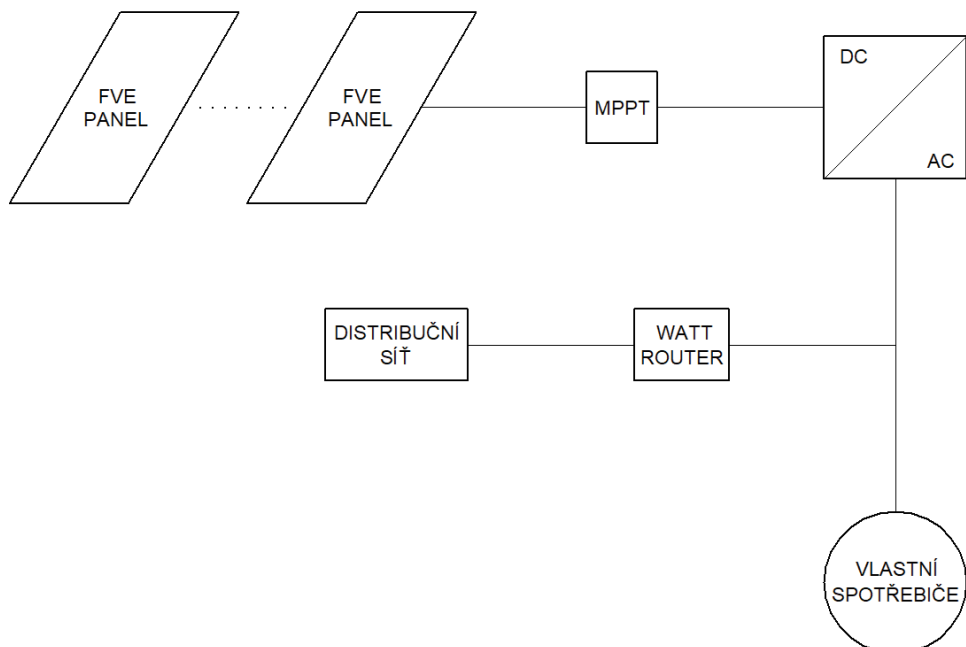 FVE
PANEL
FVE
PANEL
MPPT
DC
AC
DISTRIBUČNÍ
SÍŤ
WATT
ROUTER
VLASTNÍ
SPOTŘEBIČE